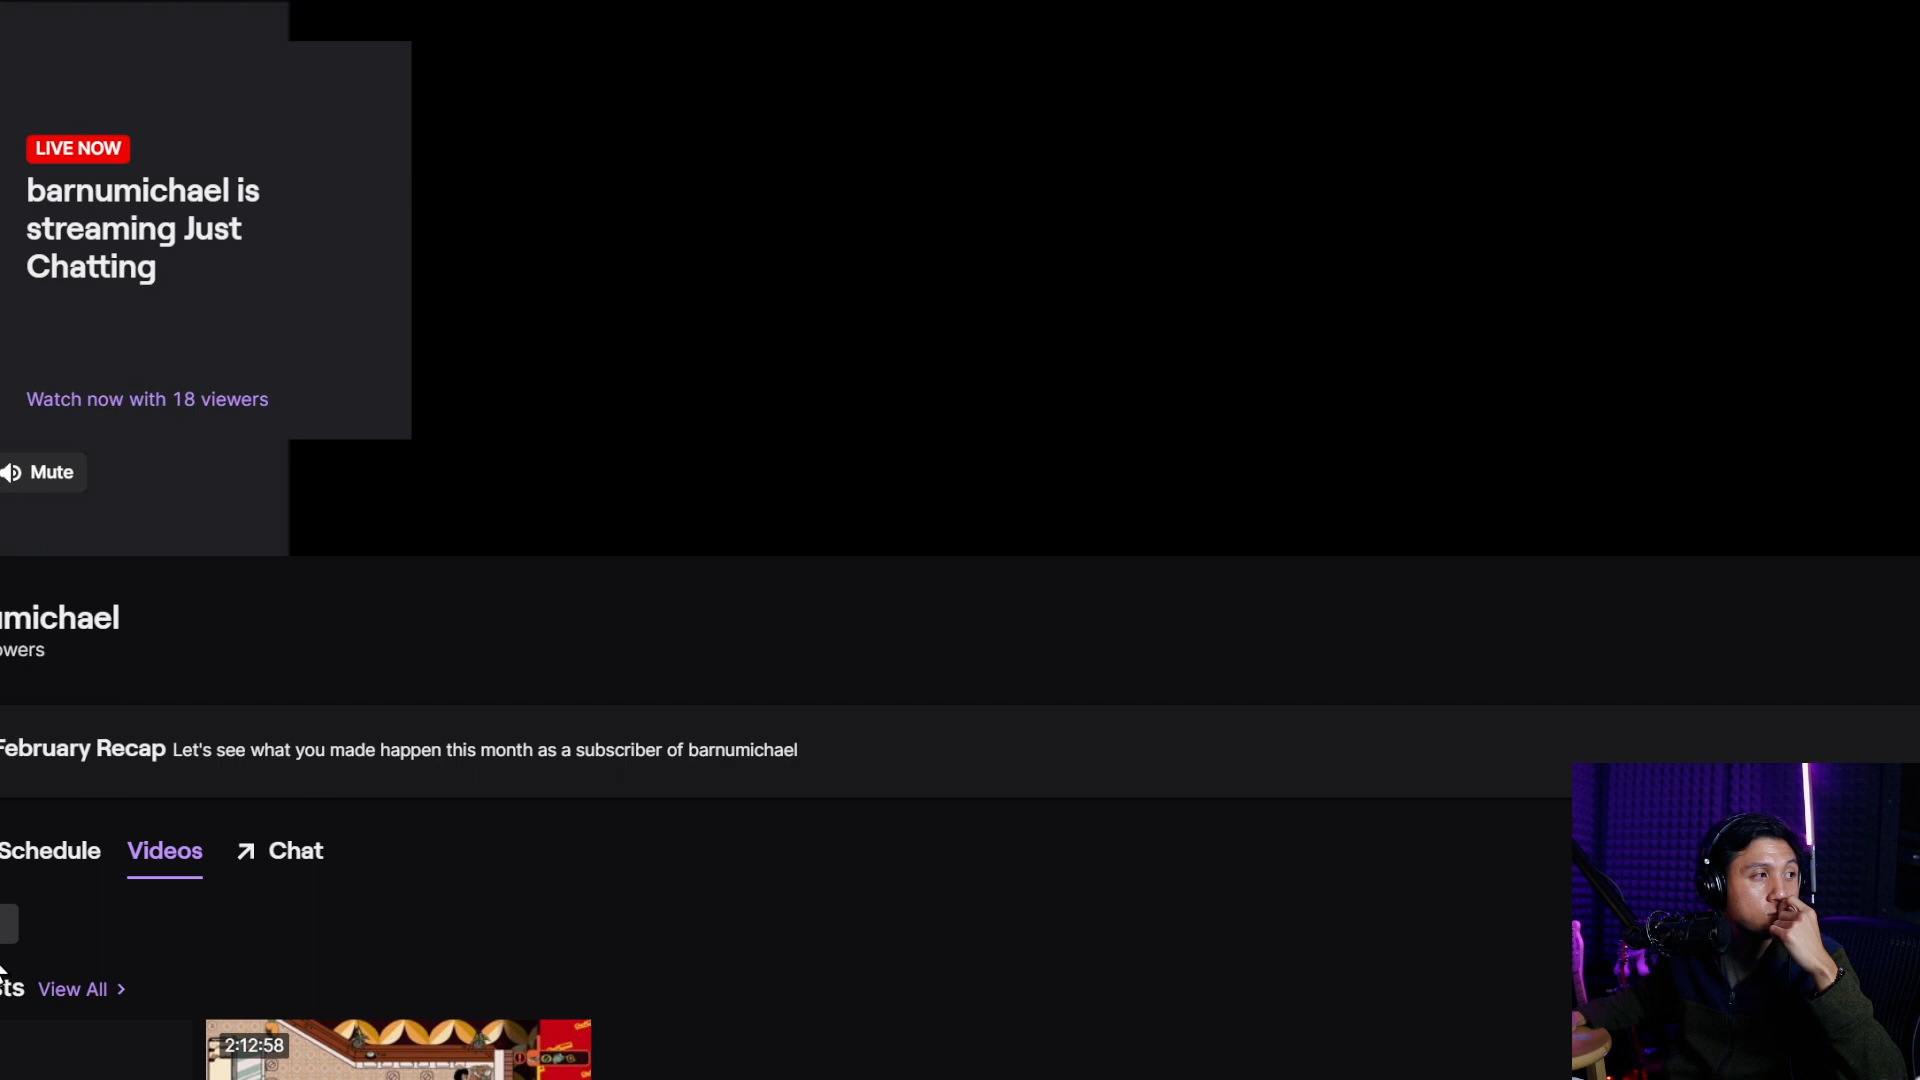 LIVE NOW
barnumichael is
streaming Just
Chatting
Watch now with 18 viewers
Mute
umichael
owers
February Recap Let's see what you made happen this month as a subscriber of barnumichael
Schedule Videos Chat
sts View All
2:12:58